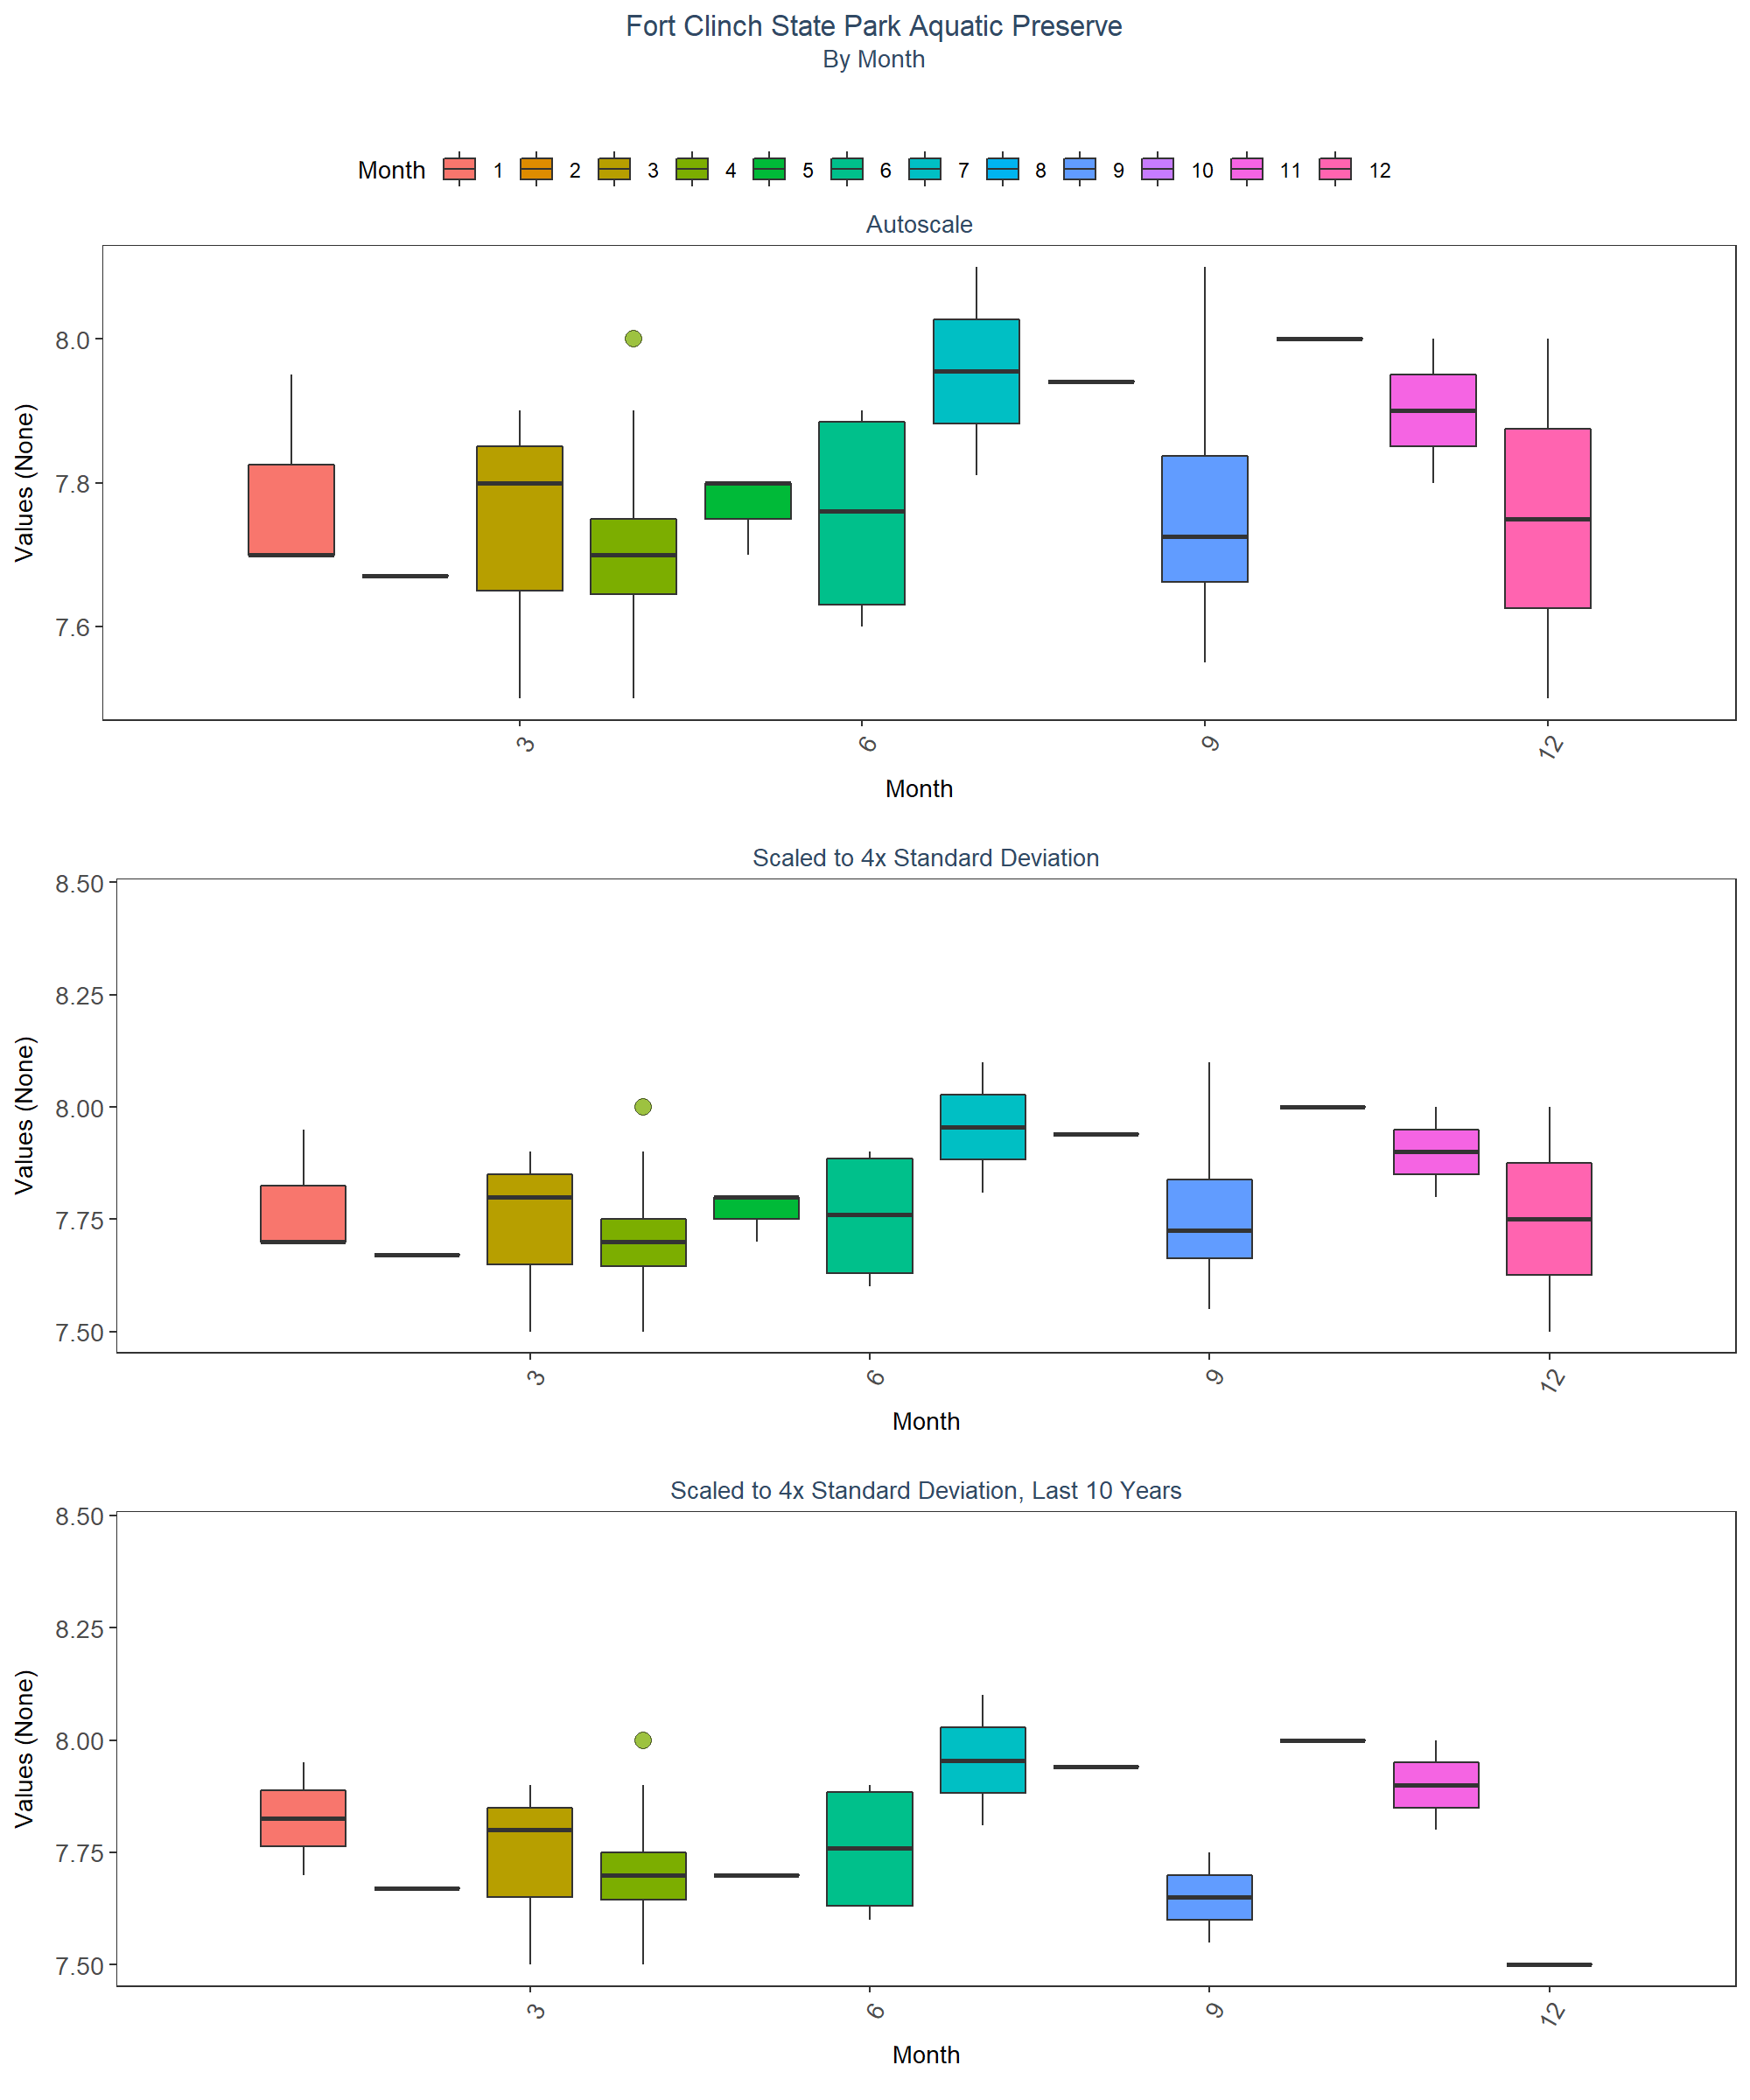 Fort Clinch State Park Aquatic Preserve
By Month
Month 1 2 3 4 5 6 7 8 9 10 11 12
Autoscale
Values (None)
8.0
7.8
7.6
3 6 9 12
Month
Scaled to 4x Standard Deviation
Values (None)
8.50
8.25
8.00
7.75
7.50
3 6 9 12
Month
Scaled to 4x Standard Deviation, Last 10 Years
Values (None)
8.50
8.25
8.00
7.75
7.50
3 6 9 12
Month